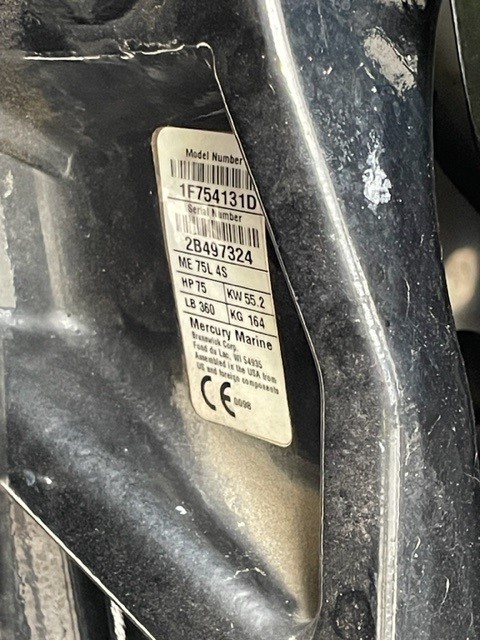 Model Number
1F754131D
Serial Number
2B497324
ME 75L 4S
HP 75 KW 55.2
LB 360 KG 164
Mercury Marine
Brunswick Corp.
Fond du Lac, WI 54935
Assembled in the USA from
US and foreign components
CE 0098